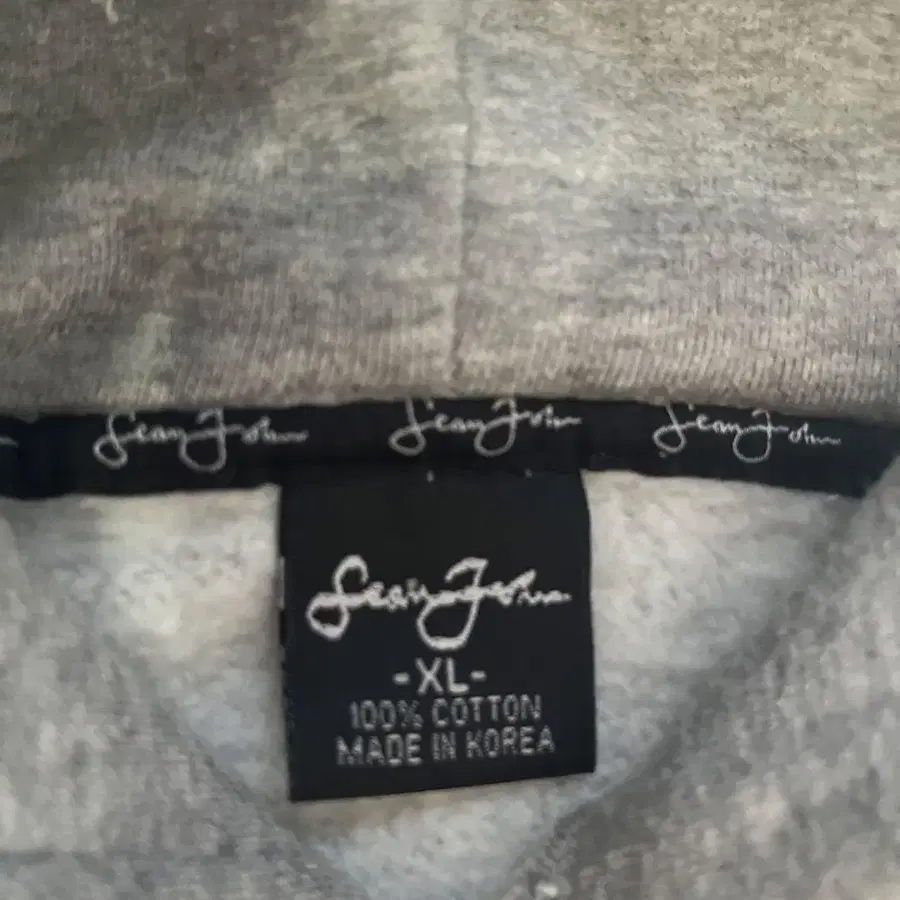 Sean John Sean John Sean John
Sean John
-XL-
100% COTTON
MADE IN KOREA